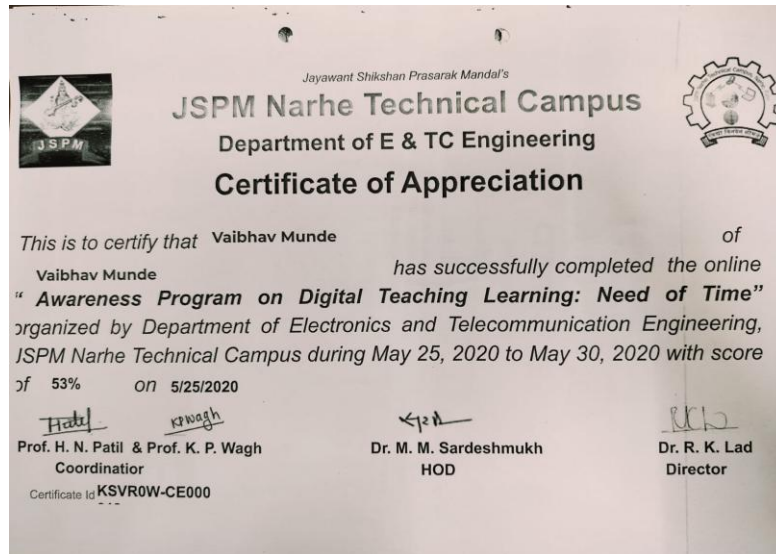 Jayawant Shikshan Prasarak Mandal's
JSPM Narhe Technical Campus
Department of E & TC Engineering
Certificate of Appreciation
JSPM
This is to certify that Vaibhav Munde of
Vaibhav Munde has successfully completed the online
“ Awareness Program on Digital Teaching Learning: Need of Time”
organized by Department of Electronics and Telecommunication Engineering,
JSPM Narhe Technical Campus during May 25, 2020 to May 30, 2020 with score
of 53% on 5/25/2020
KPWagh
Prof. H. N. Patil & Prof. K. P. Wagh Dr. M. M. Sardeshmukh Dr. R. K. Lad
Coordinatior HOD Director
Certificate Id KSVR0W-CE000